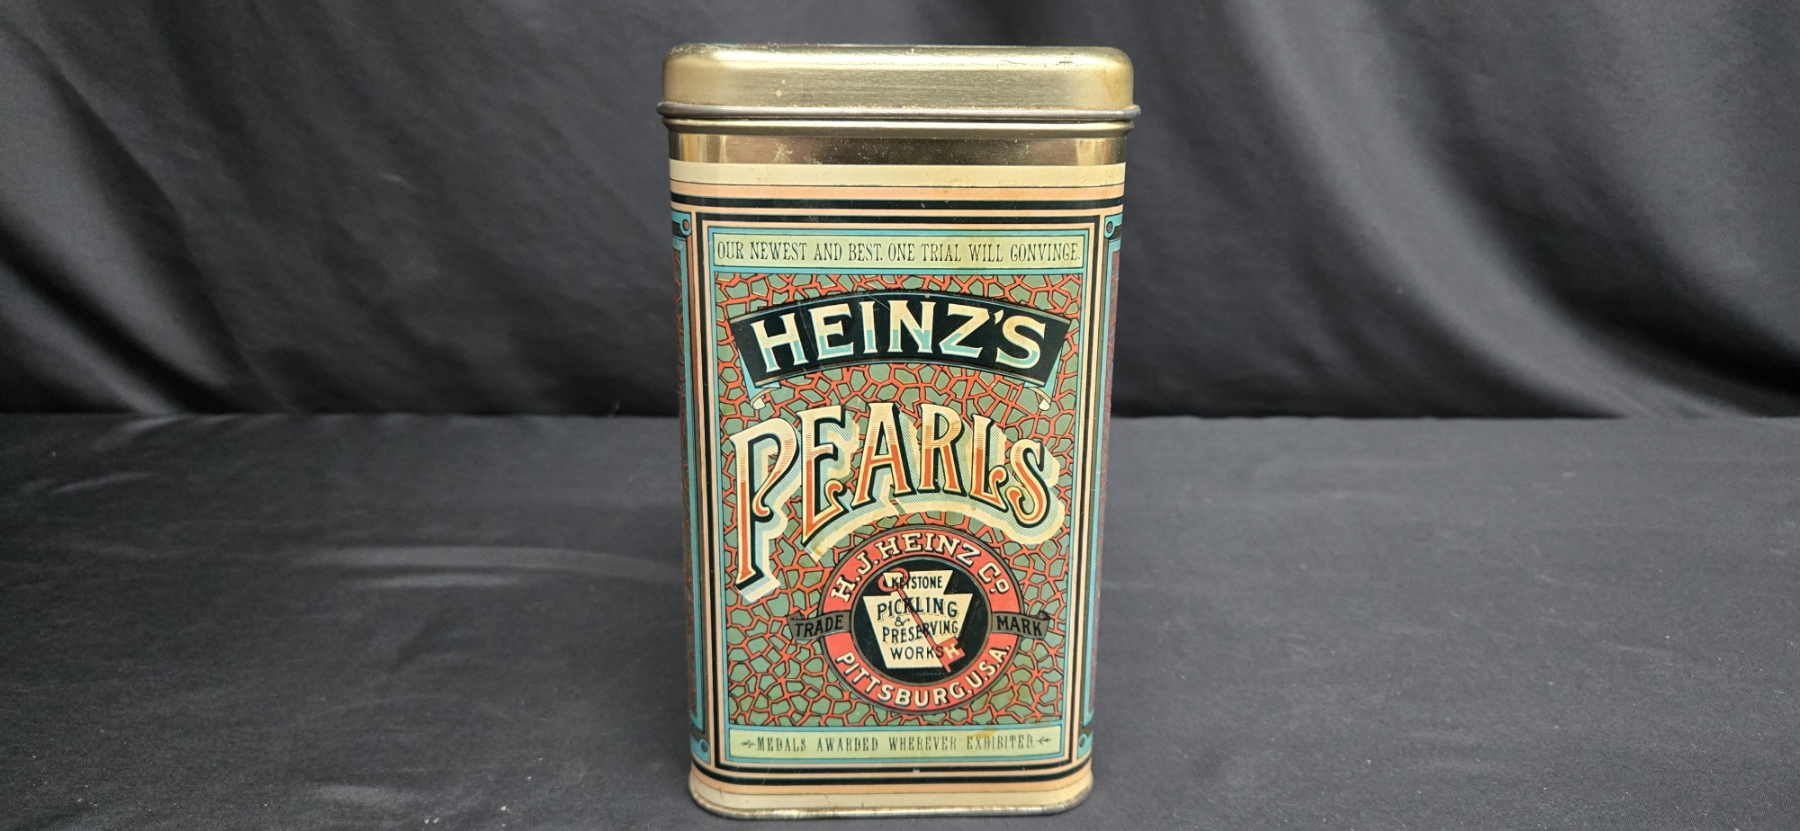 OUR NEWEST AND BEST. ONE TRIAL WILL CONVINCE.
HEINZ'S
PEARLS
H.J. HEINZ CO
KEYSTONE
PICKLING
&
PRESERVING
WORKS
H
TRADE MARK
PITTSBURG, U.S.A.
MEDALS AWARDED WHEREVER EXHIBITED.